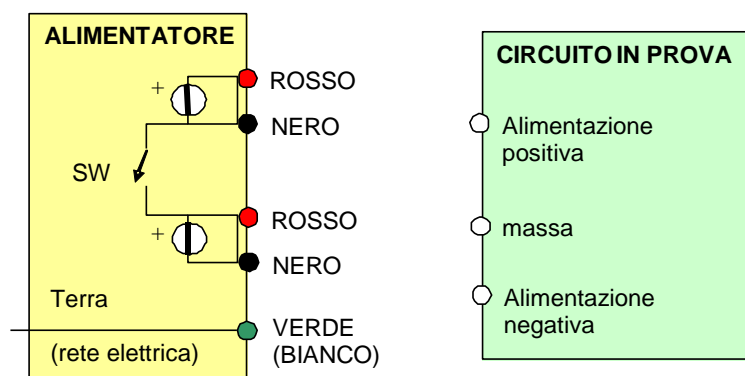 ALIMENTATORE
+
ROSSO
NERO
SW
+
ROSSO
NERO
Terra
(rete elettrica)
VERDE
(BIANCO)
CIRCUITO IN PROVA
Alimentazione
positiva
massa
Alimentazione
negativa